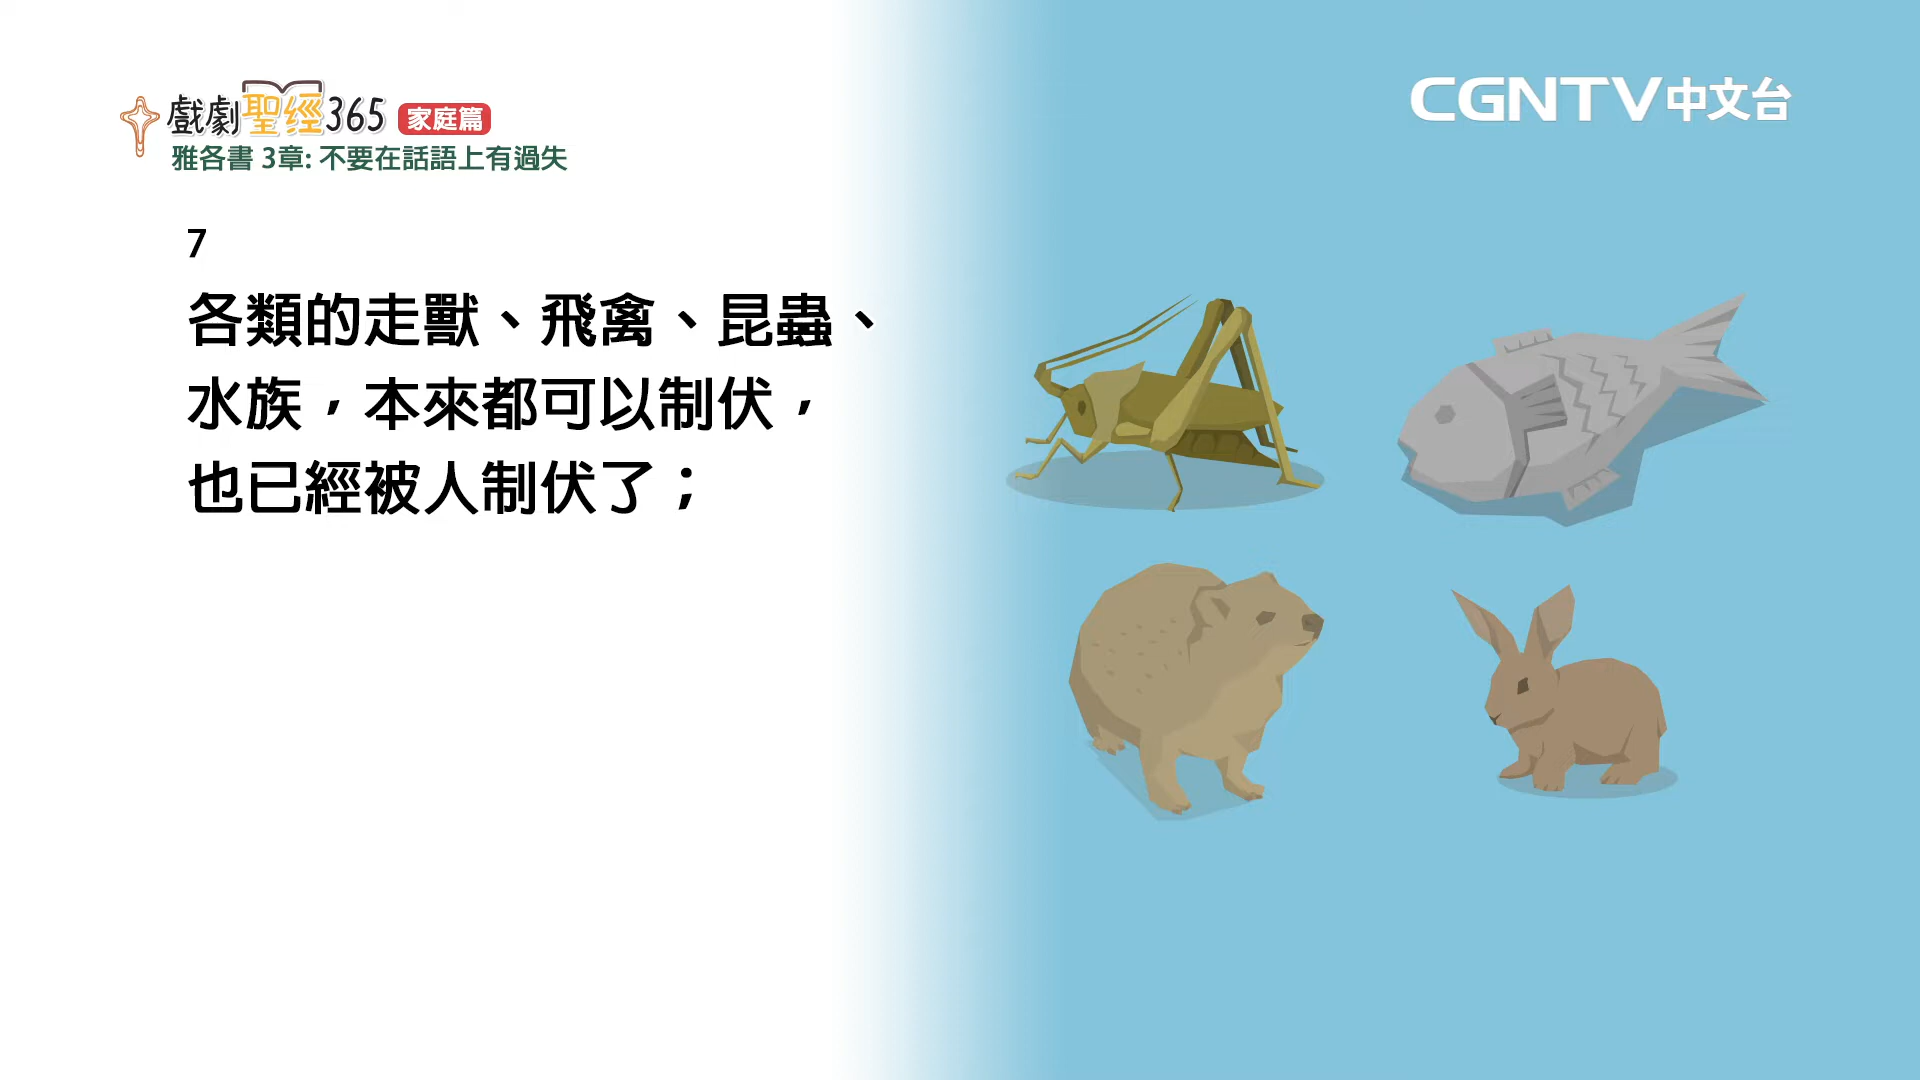 戲劇聖經365 家庭篇
雅各書 3章: 不要在話語上有過失
CGNTV中文台
7
各類的走獸、飛禽、昆蟲、
水族，本來都可以制伏，
也已經被人制伏了；